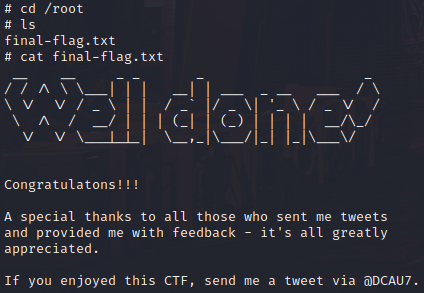 # cd /root
# ls
final-flag.txt
# cat final-flag.txt
Well done!
Congratulatons!!!
A special thanks to all those who sent me tweets
and provided me with feedback - it's all greatly
appreciated.
If you enjoyed this CTF, send me a tweet via @DCAU7.